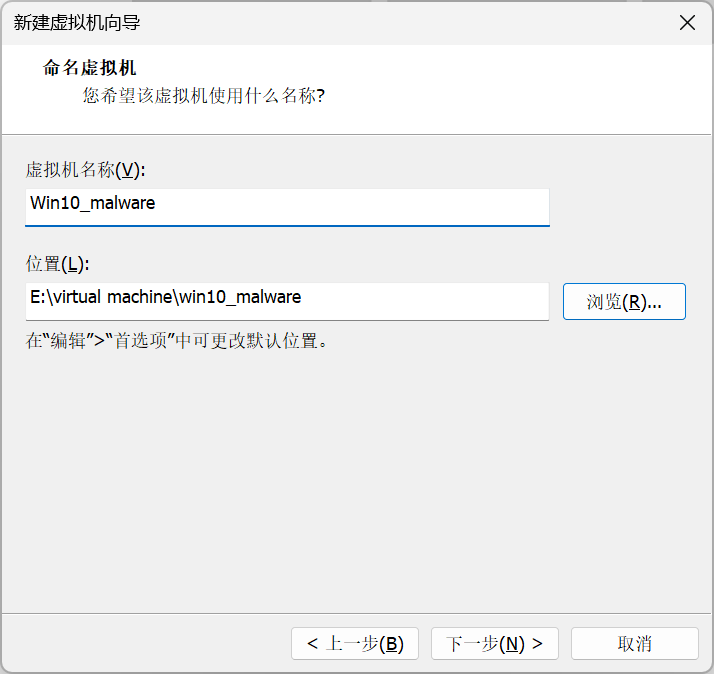 新建虚拟机向导
命名虚拟机
您希望该虚拟机使用什么名称?
虚拟机名称(V):
Win10_malware
位置(L):
E:\virtual machine\win10_malware
浏览(R)...
在“编辑”>“首选项”中可更改默认位置。
< 上一步(B)
下一步(N) >
取消